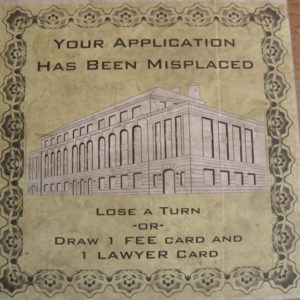 Your Application
Has Been Misplaced
Lose a Turn
-or-
Draw 1 FEE card and
1 LAWYER Card